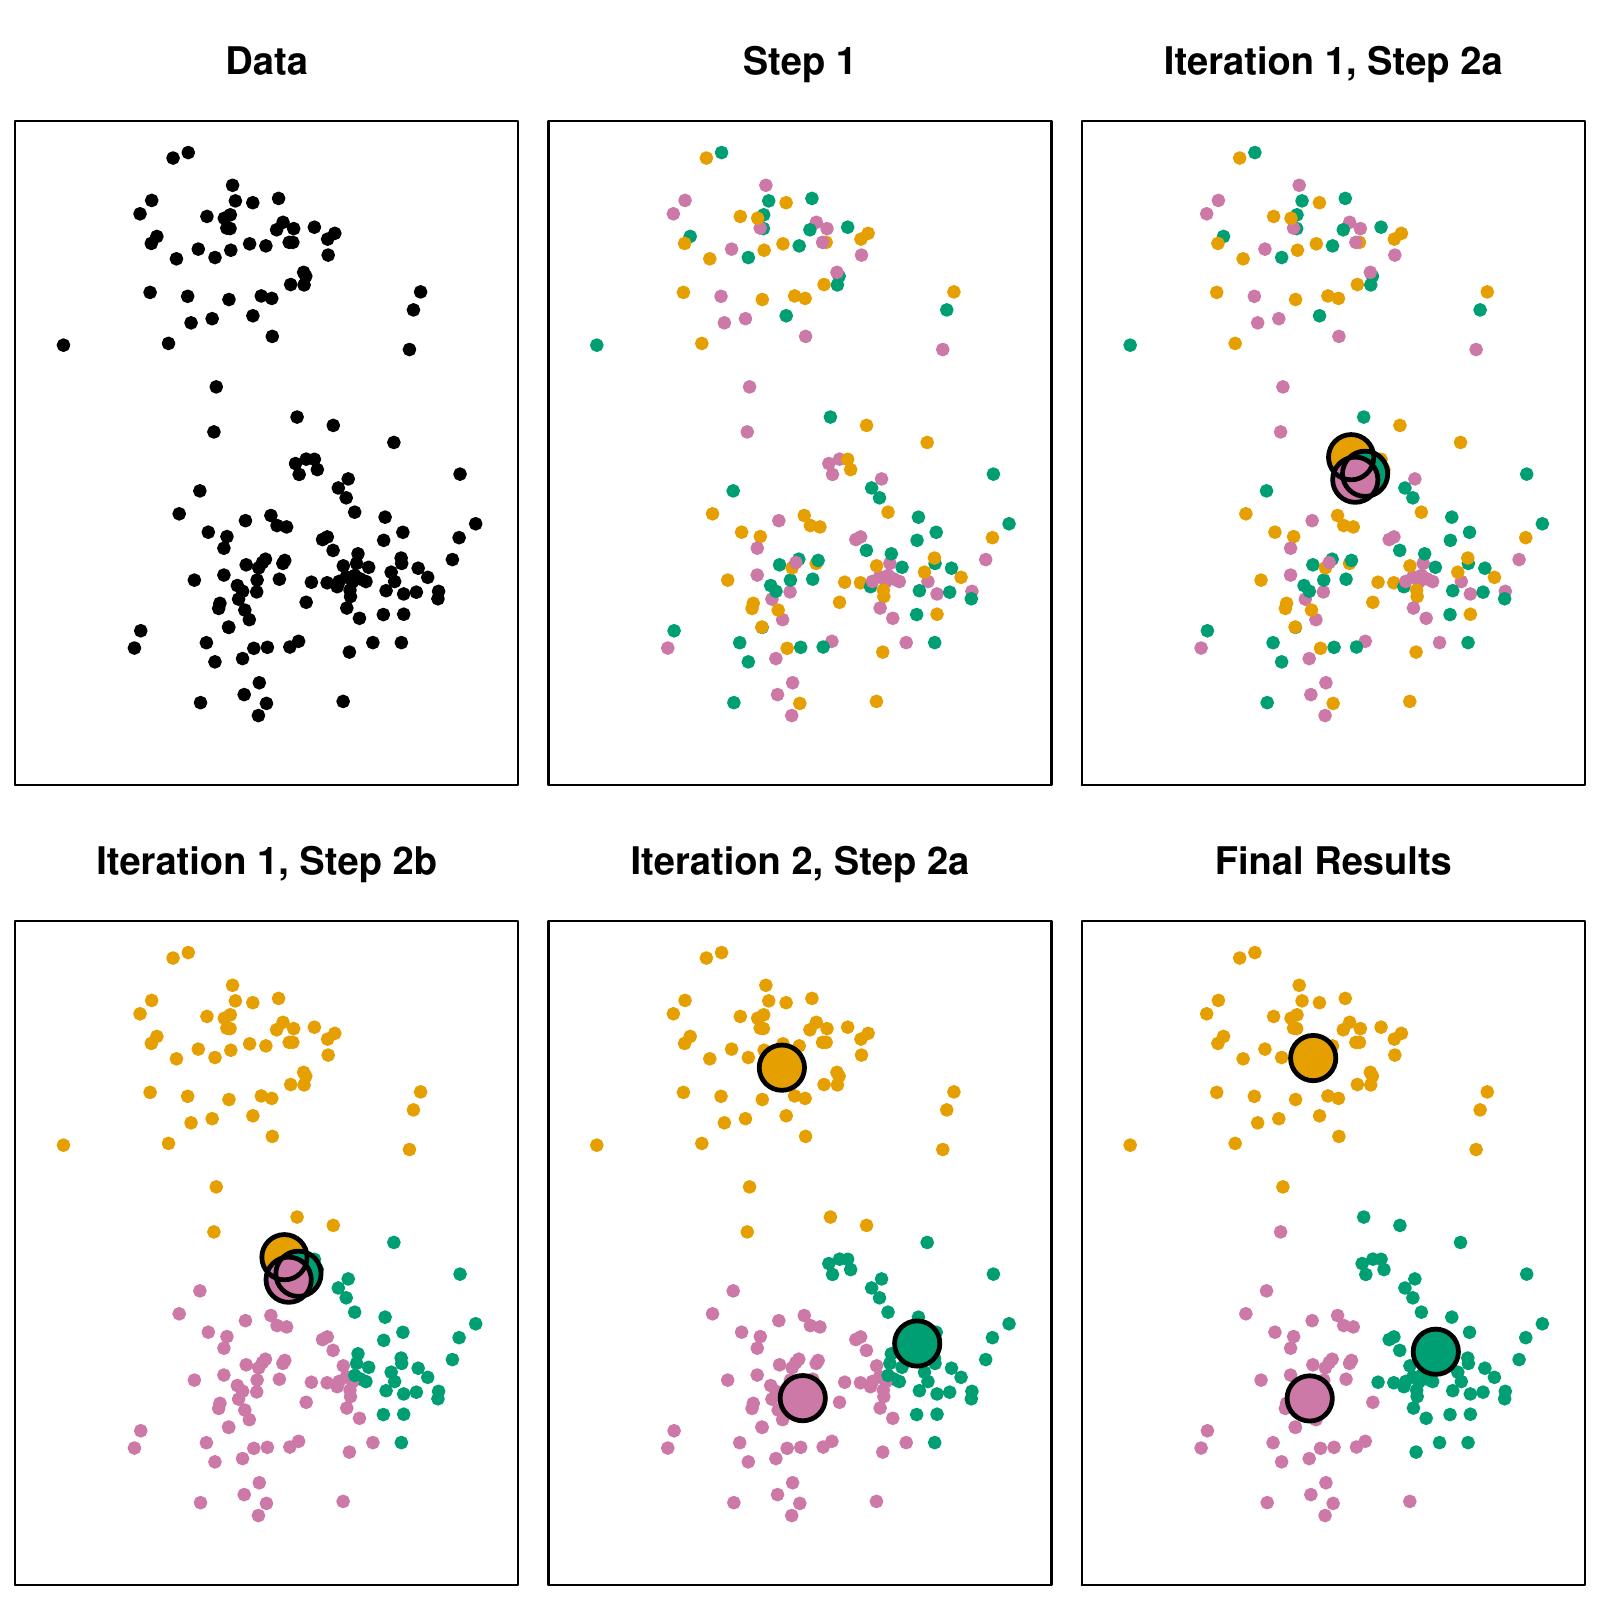 Data
Step 1
Iteration 1, Step 2a
Iteration 1, Step 2b
Iteration 2, Step 2a
Final Results